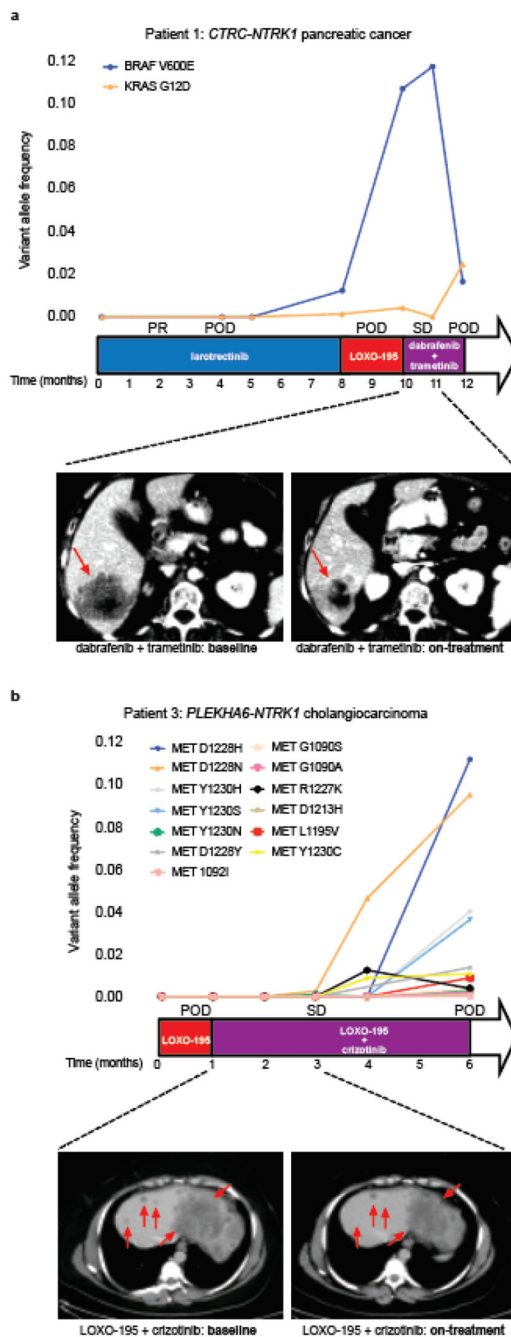 a
Patient 1: CTRC-NTRK1 pancreatic cancer
BRAF V600E
KRAS G12D
0.12
0.10
0.08
0.06
0.04
0.02
0.00
Variant allele frequency
PR POD POD SD POD
larotrectinib LOXO-195 dabrafenib + trametinib
Time (months) 0 1 2 3 4 5 6 7 8 9 10 11 12
dabrafenib + trametinib: baseline dabrafenib + trametinib: on-treatment
b
Patient 3: PLEKHA6-NTRK1 cholangiocarcinoma
MET D1228H MET G1090S
MET D1228N MET G1090A
MET Y1230H MET R1227K
MET Y1230S MET D1213H
MET Y1230N MET L1195V
MET D1228Y MET Y1230C
MET 1092I
0.12
0.10
0.08
0.06
0.04
0.02
0.00
Variant allele frequency
POD SD POD
LOXO-195 LOXO-195 + crizotinib
Time (months) 0 1 2 3 4 5 6
LOXO-195 + crizotinib: baseline LOXO-195 + crizotinib: on-treatment